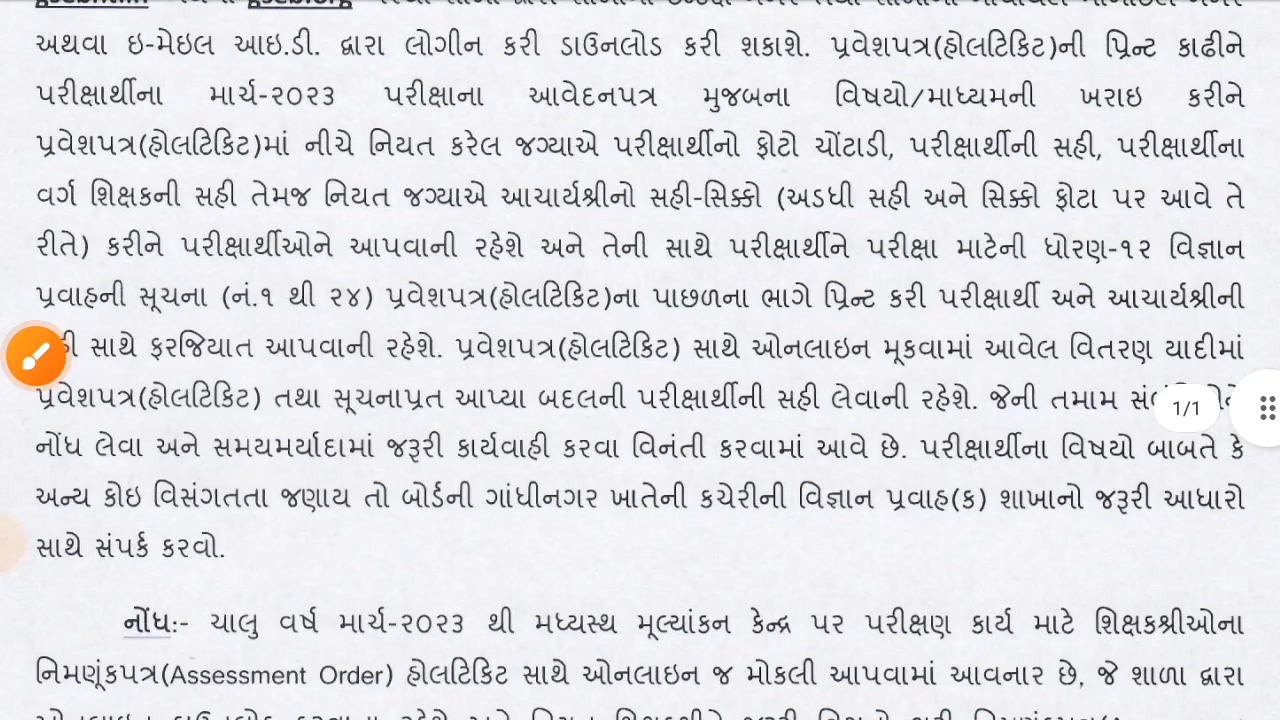 અથવા ઇ-મેઇલ આઇ.ડી. દ્વારા લોગીન કરી ડાઉનલોડ કરી શકાશે. પ્રવેશપત્ર(હોલટિકિટ)ની પ્રિન્ટ કાઢીને
પરીક્ષાર્થીના માર્ચ-૨૦૨૩ પરીક્ષાના આવેદનપત્ર મુજબના વિષયો/માધ્યમની ખરાઇ કરીને
પ્રવેશપત્ર(હોલટિકિટ)માં નીચે નિયત કરેલ જગ્યાએ પરીક્ષાર્થીનો ફોટો ચોંટાડી, પરીક્ષાર્થીની સહી, પરીક્ષાર્થીના
વર્ગ શિક્ષકની સહી તેમજ નિયત જગ્યાએ આચાર્યશ્રીનો સહી-સિક્કો (અડધી સહી અને સિક્કો ફોટા પર આવે તે
રીતે) કરીને પરીક્ષાર્થીઓને આપવાની રહેશે અને તેની સાથે પરીક્ષાર્થીને પરીક્ષા માટેની ધોરણ-૧૨ વિજ્ઞાન
પ્રવાહની સૂચના (નં.૧ થી ૨૪) પ્રવેશપત્ર(હોલટિકિટ)ના પાછળના ભાગે પ્રિન્ટ કરી પરીક્ષાર્થી અને આચાર્યશ્રીની
સાથે ફરજિયાત આપવાની રહેશે. પ્રવેશપત્ર(હોલટિકિટ) સાથે ઓનલાઇન મૂકવામાં આવેલ વિતરણ યાદીમાં
પ્રવેશપત્ર(હોલટિકિટ) તથા સૂચનાપ્રત આપ્યા બદલની પરીક્ષાર્થીની સહી લેવાની રહેશે. જેની તમામ
1/1
નોંધ લેવા અને સમયમર્યાદામાં જરૂરી કાર્યવાહી કરવા વિનંતી કરવામાં આવે છે. પરીક્ષાર્થીના વિષયો બાબતે કે
અન્ય કોઇ વિસંગતતા જણાય તો બોર્ડની ગાંધીનગર ખાતેની કચેરીની વિજ્ઞાન પ્રવાહ(ક) શાખાનો જરૂરી આધારો
સાથે સંપર્ક કરવો.
નોંધઃ- ચાલુ વર્ષ માર્ચ-૨૦૨૩ થી મધ્યસ્થ મૂલ્યાંકન કેન્દ્ર પર પરીક્ષણ કાર્ય માટે શિક્ષકશ્રીઓના
નિમણૂંકપત્ર(Assessment Order) હોલટિકિટ સાથે ઓનલાઇન જ મોકલી આપવામાં આવનાર છે, જે શાળા દ્વારા